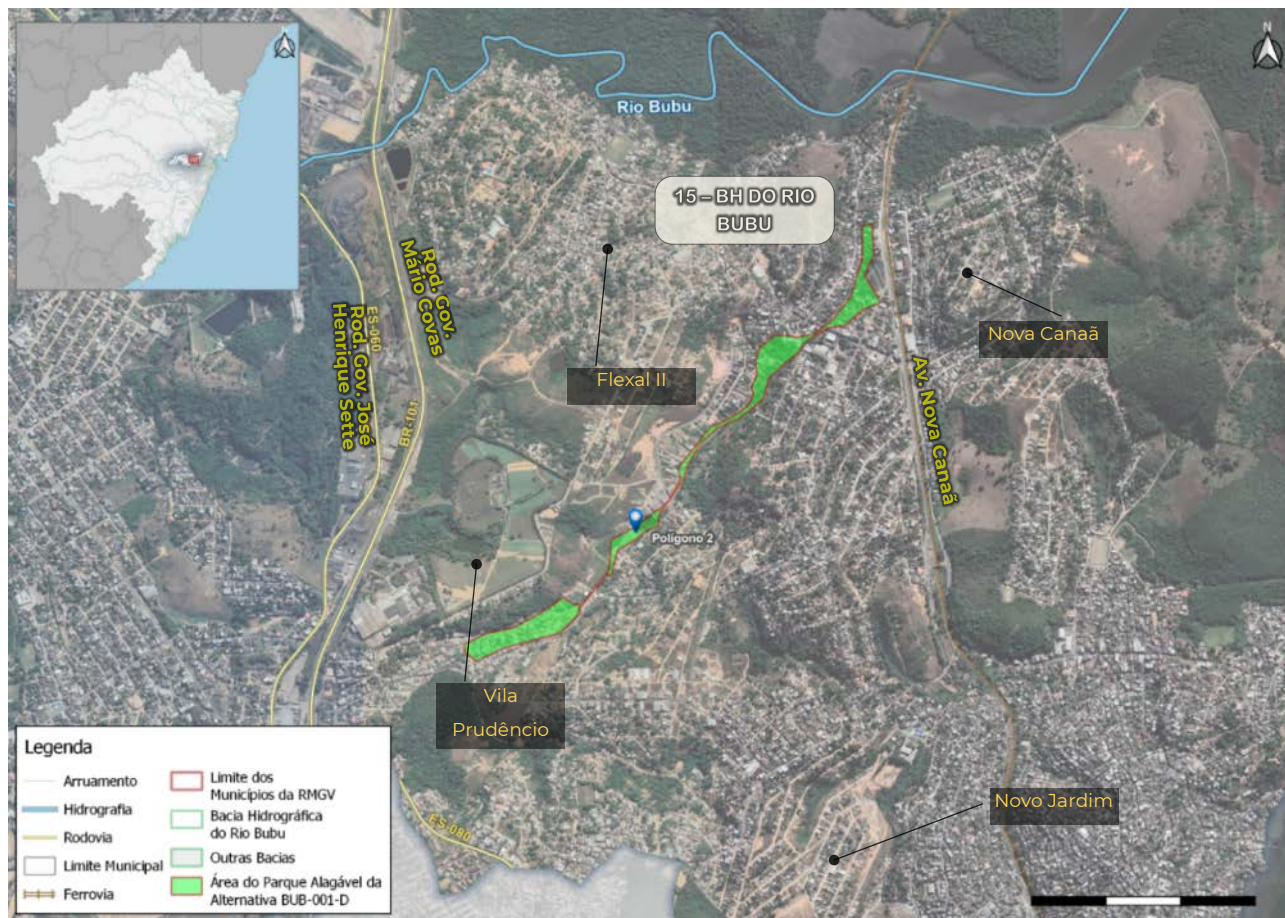 N
Rio Bubu
15 – BH DO RIO
BUBU
Rod. Gov.
Mário Covas
ES-060
Rod. Gov. José
Henrique Sette
BR-101
Flexal II
Nova Canaã
Av. Nova Canaã
Polígono 2
Vila
Prudêncio
Novo Jardim
ES-080
Legenda
Arruamento
Hidrografia
Rodovia
Limite Municipal
Ferrovia
Limite dos
Municípios da RMGV
Bacia Hidrográfica
do Rio Bubu
Outras Bacias
Área do Parque Alagável da
Alternativa BUB-001-D